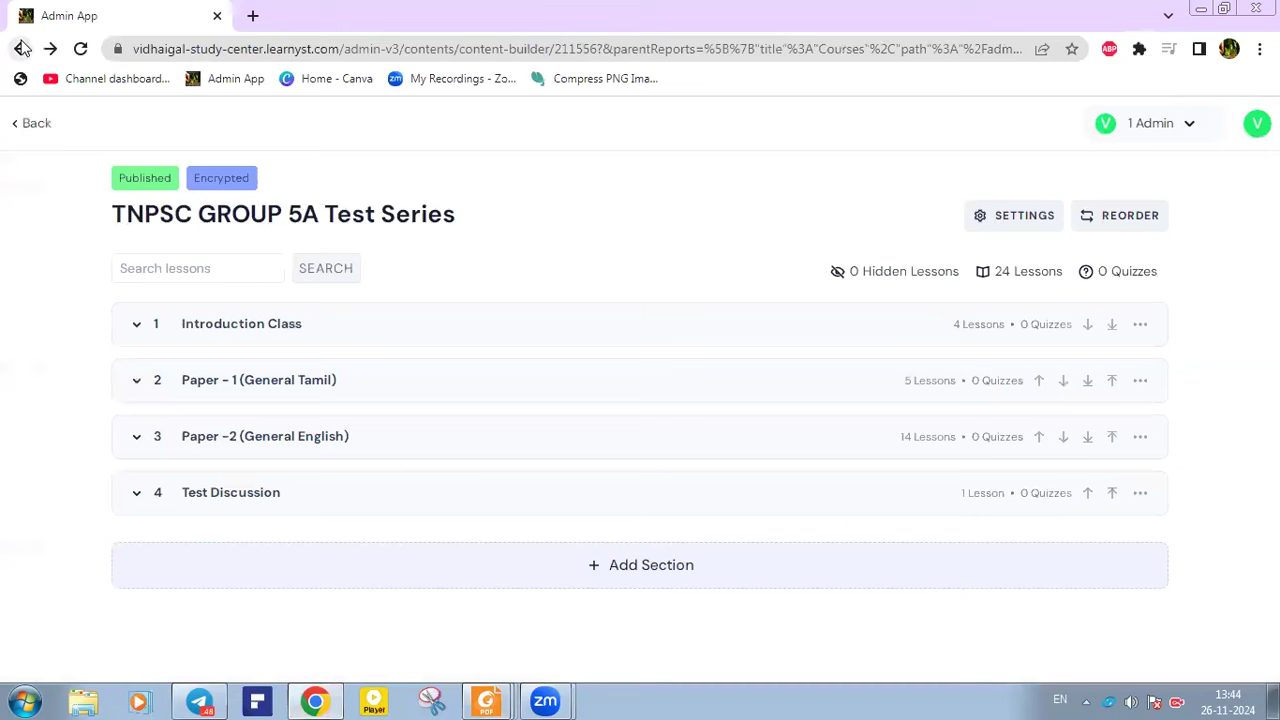 Admin App
vidhaigal-study-center.learnyst.com/admin-v3/contents/content-builder/211556?&parentReports=%5B%7B"title"%3A"Courses"%2C"path"%3A"%2Fadm...
ABP
Channel dashboard... Admin App Home - Canva My Recordings - Zo... Compress PNG Ima...
Back
V 1 Admin V
Published Encrypted
TNPSC GROUP 5A Test Series
SETTINGS REORDER
Search lessons SEARCH
0 Hidden Lessons 24 Lessons 0 Quizzes
1 Introduction Class 4 Lessons • 0 Quizzes
2 Paper - 1 (General Tamil) 5 Lessons • 0 Quizzes
3 Paper -2 (General English) 14 Lessons • 0 Quizzes
4 Test Discussion 1 Lesson • 0 Quizzes
+ Add Section
48 Player PDF zm
EN 13:44
26-11-2024